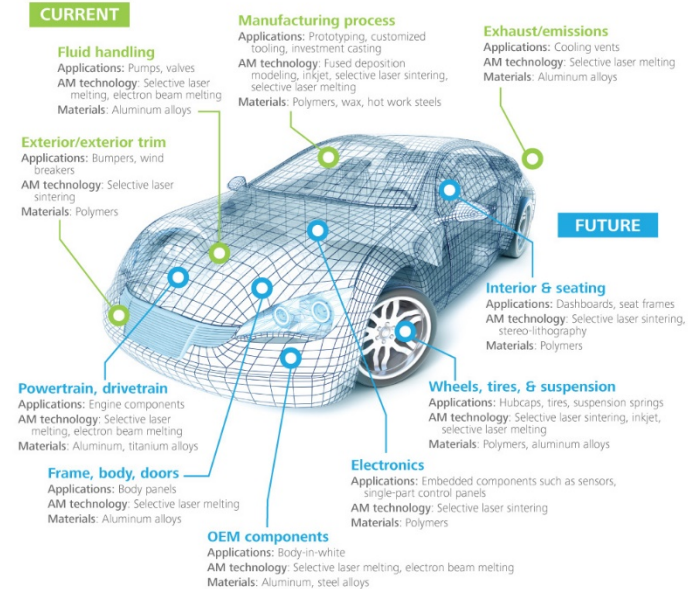 CURRENT
Fluid handling
Applications: Pumps, valves
AM technology: Selective laser
melting, electron beam melting
Materials: Aluminum alloys
Manufacturing process
Applications: Prototyping, customized
tooling, investment casting
AM technology: Fused deposition
modeling, inkjet, selective laser sintering,
selective laser melting
Materials: Polymers, wax, hot work steels
Exhaust/emissions
Applications: Cooling vents
AM technology: Selective laser melting
Materials: Aluminum alloys
Exterior/exterior trim
Applications: Bumpers, wind
breakers
AM technology: Selective laser
sintering
Materials: Polymers
FUTURE
Interior & seating
Applications: Dashboards, seat frames
AM technology: Selective laser sintering,
stereo-lithography
Materials: Polymers
Powertrain, drivetrain
Applications: Engine components
AM technology: Selective laser
melting, electron beam melting
Materials: Aluminum, titanium alloys
Wheels, tires, & suspension
Applications: Hubcaps, tires, suspension springs
AM technology: Selective laser sintering, inkjet,
selective laser melting
Materials: Polymers, aluminum alloys
Frame, body, doors
Applications: Body panels
AM technology: Selective laser melting
Materials: Aluminum alloys
Electronics
Applications: Embedded components such as sensors,
single-part control panels
AM technology: Selective laser sintering
Materials: Polymers
OEM components
Applications: Body-in-white
AM technology: Selective laser melting, electron beam melting
Materials: Aluminum, steel alloys